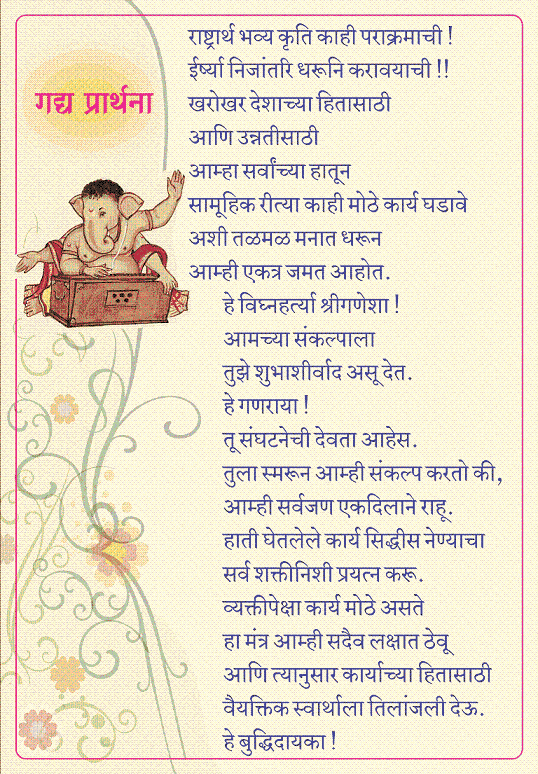 गद्य प्रार्थना
राष्ट्रार्थ भव्य कृति काही पराक्रमाची !
ईर्ष्या निजांतरि धरूनि करावयाची !!
खरोखर देशाच्या हितासाठी
आणि उन्नतीसाठी
आम्हा सर्वांच्या हातून
सामूहिक रीत्या काही मोठे कार्य घडावे
अशी तळमळ मनात धरून
आम्ही एकत्र जमत आहोत.
हे विघ्नहर्त्या श्रीगणेशा !
आमच्या संकल्पाला
तुझे शुभाशीर्वाद असू देत.
हे गणराया !
तू संघटनेची देवता आहेस.
तुला स्मरून आम्ही संकल्प करतो की,
आम्ही सर्वजण एकदिलाने राहू.
हाती घेतलेले कार्य सिद्धीस नेण्याचा
सर्व शक्तीनिशी प्रयत्न करू.
व्यक्तीपेक्षा कार्य मोठे असते
हा मंत्र आम्ही सदैव लक्षात ठेवू
आणि त्यानुसार कार्याच्या हितासाठी
वैयक्तिक स्वार्थाला तिलांजली देऊ.
हे बुद्धिदायका !